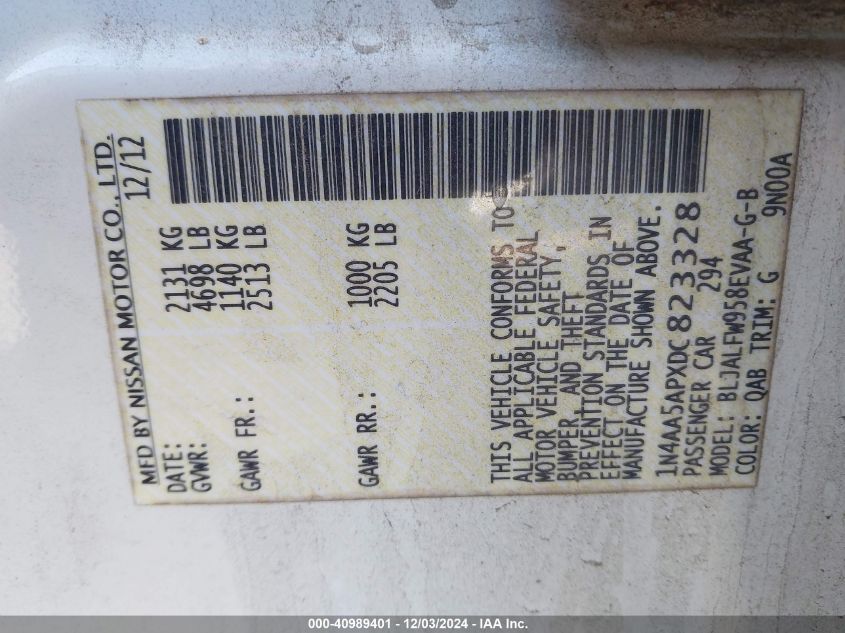 MFD BY NISSAN MOTOR CO., LTD.
DATE: 12/12
GVWR: 2131 KG
4698 LB
GAWR FR.: 1140 KG
2513 LB
GAWR RR.: 1000 KG
2205 LB
THIS VEHICLE CONFORMS TO
ALL APPLICABLE FEDERAL
MOTOR VEHICLE SAFETY,
BUMPER, AND THEFT
PREVENTION STANDARDS IN
EFFECT ON THE DATE OF
MANUFACTURE SHOWN ABOVE.
1N4AA5APXDC823328
PASSENGER CAR 294
MODEL: BLJALFW958EVAA-G-B
COLOR: QAB TRIM: G 9N00A
000-40989401 - 12/03/2024 - IAA Inc.